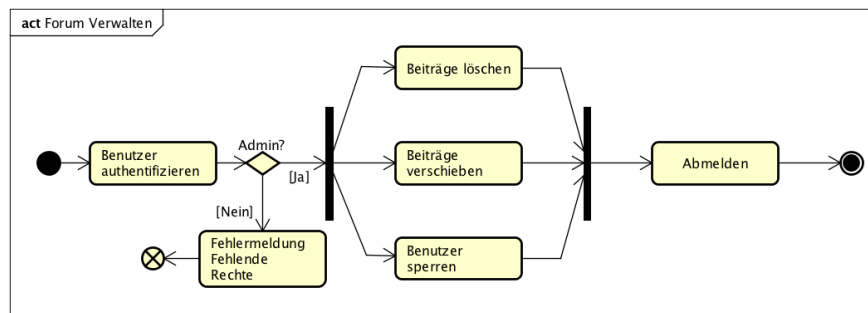 act Forum Verwalten
Beiträge löschen
Admin?
Benutzer
authentifizieren
[Ja]
Beiträge
verschieben
Abmelden
[Nein]
Fehlermeldung
Fehlende
Rechte
Benutzer
sperren